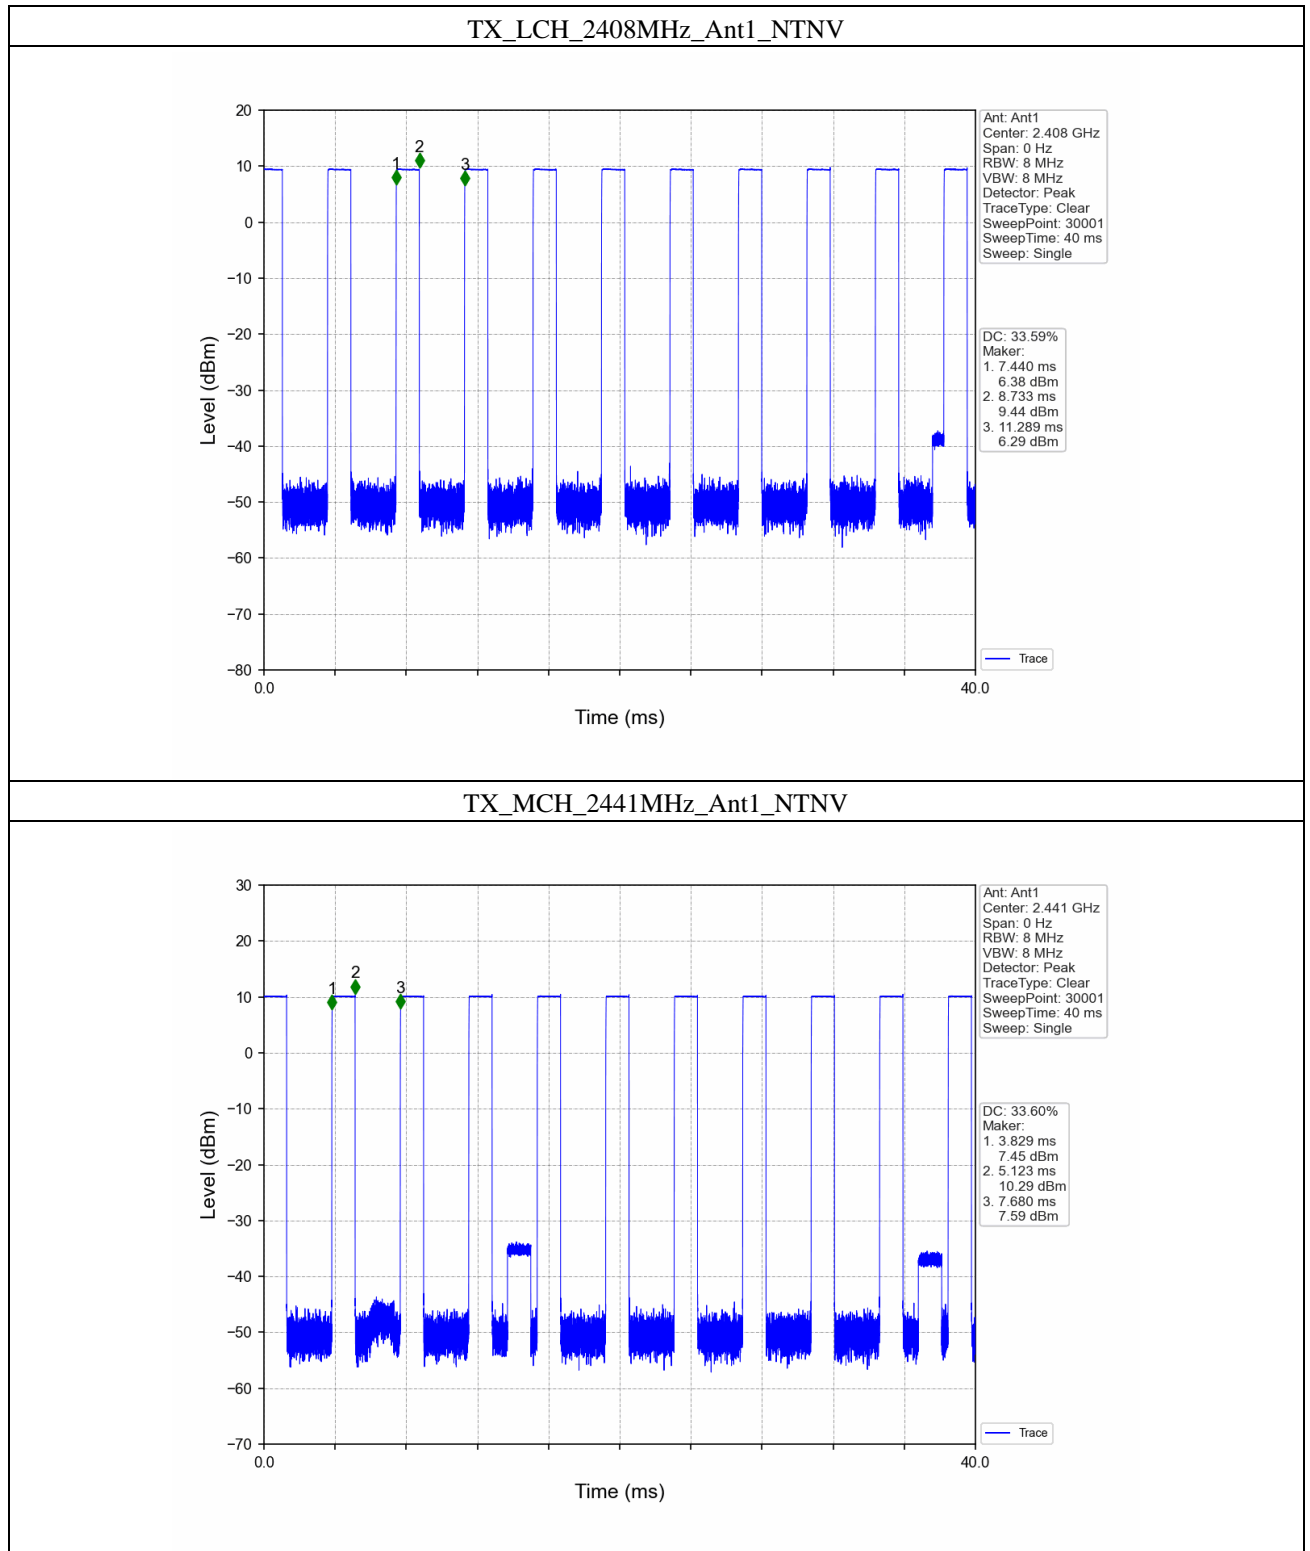 TX_LCH_2408MHz_Ant1_NTNV
20
10
0
−10
−20
−30
−40
−50
−60
−70
−80
Level (dBm)
1
2
3
0.0
40.0
Time (ms)
Ant: Ant1
Center: 2.408 GHz
Span: 0 Hz
RBW: 8 MHz
VBW: 8 MHz
Detector: Peak
TraceType: Clear
SweepPoint: 30001
SweepTime: 40 ms
Sweep: Single
DC: 33.59%
Maker:
1. 7.440 ms
6.38 dBm
2. 8.733 ms
9.44 dBm
3. 11.289 ms
6.29 dBm
Trace
TX_MCH_2441MHz_Ant1_NTNV
30
20
10
0
−10
−20
−30
−40
−50
−60
−70
Level (dBm)
1
2
3
0.0
40.0
Time (ms)
Ant: Ant1
Center: 2.441 GHz
Span: 0 Hz
RBW: 8 MHz
VBW: 8 MHz
Detector: Peak
TraceType: Clear
SweepPoint: 30001
SweepTime: 40 ms
Sweep: Single
DC: 33.60%
Maker:
1. 3.829 ms
7.45 dBm
2. 5.123 ms
10.29 dBm
3. 7.680 ms
7.59 dBm
Trace